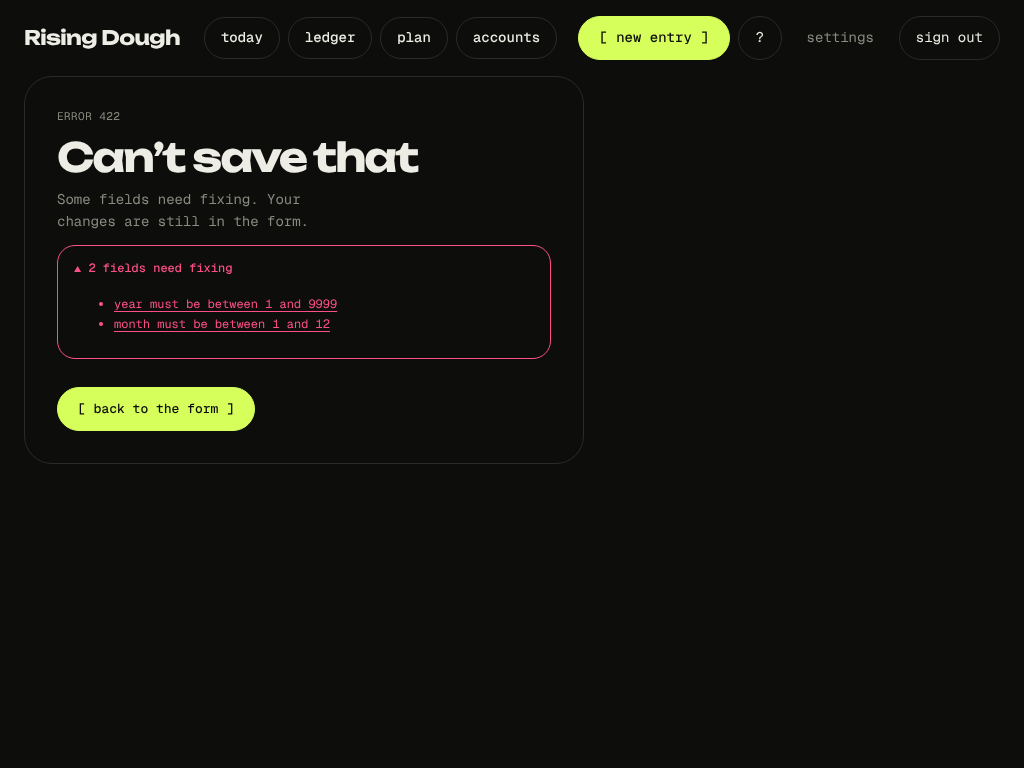 Rising Dough
today
ledger
plan
accounts
[ new entry ]
?
settings
sign out
ERROR 422
Can’t save that
Some fields need fixing. Your
changes are still in the form.
▲ 2 fields need fixing
• year must be between 1 and 9999
• month must be between 1 and 12
[ back to the form ]